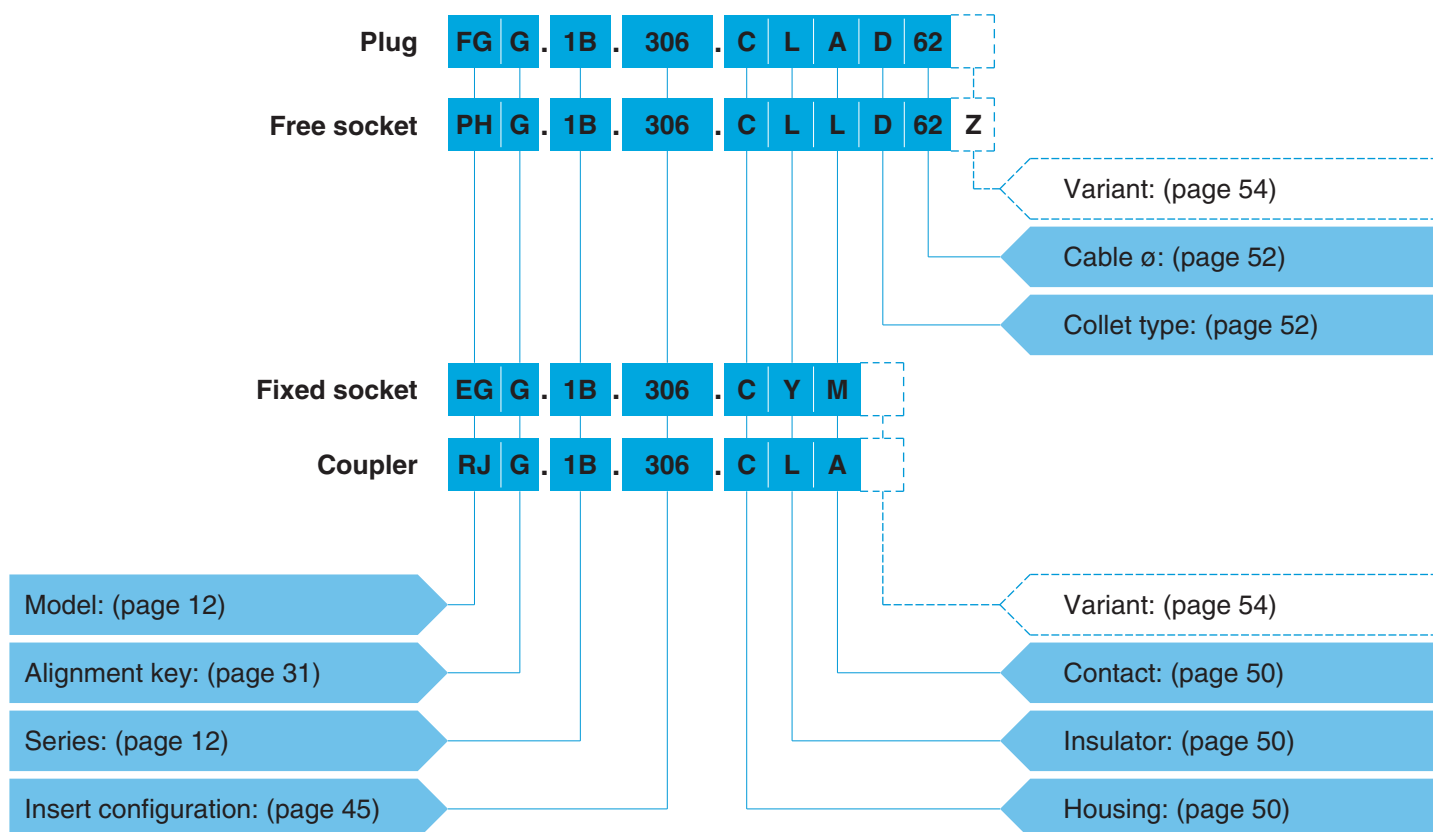 Plug FG G . 1B . 306 . C L A D 62
Free socket PH G . 1B . 306 . C L L D 62 Z
Variant: (page 54)
Cable ø: (page 52)
Collet type: (page 52)
Fixed socket EG G . 1B . 306 . C Y M
Coupler RJ G . 1B . 306 . C L A
Model: (page 12)
Variant: (page 54)
Alignment key: (page 31)
Contact: (page 50)
Series: (page 12)
Insulator: (page 50)
Insert configuration: (page 45)
Housing: (page 50)